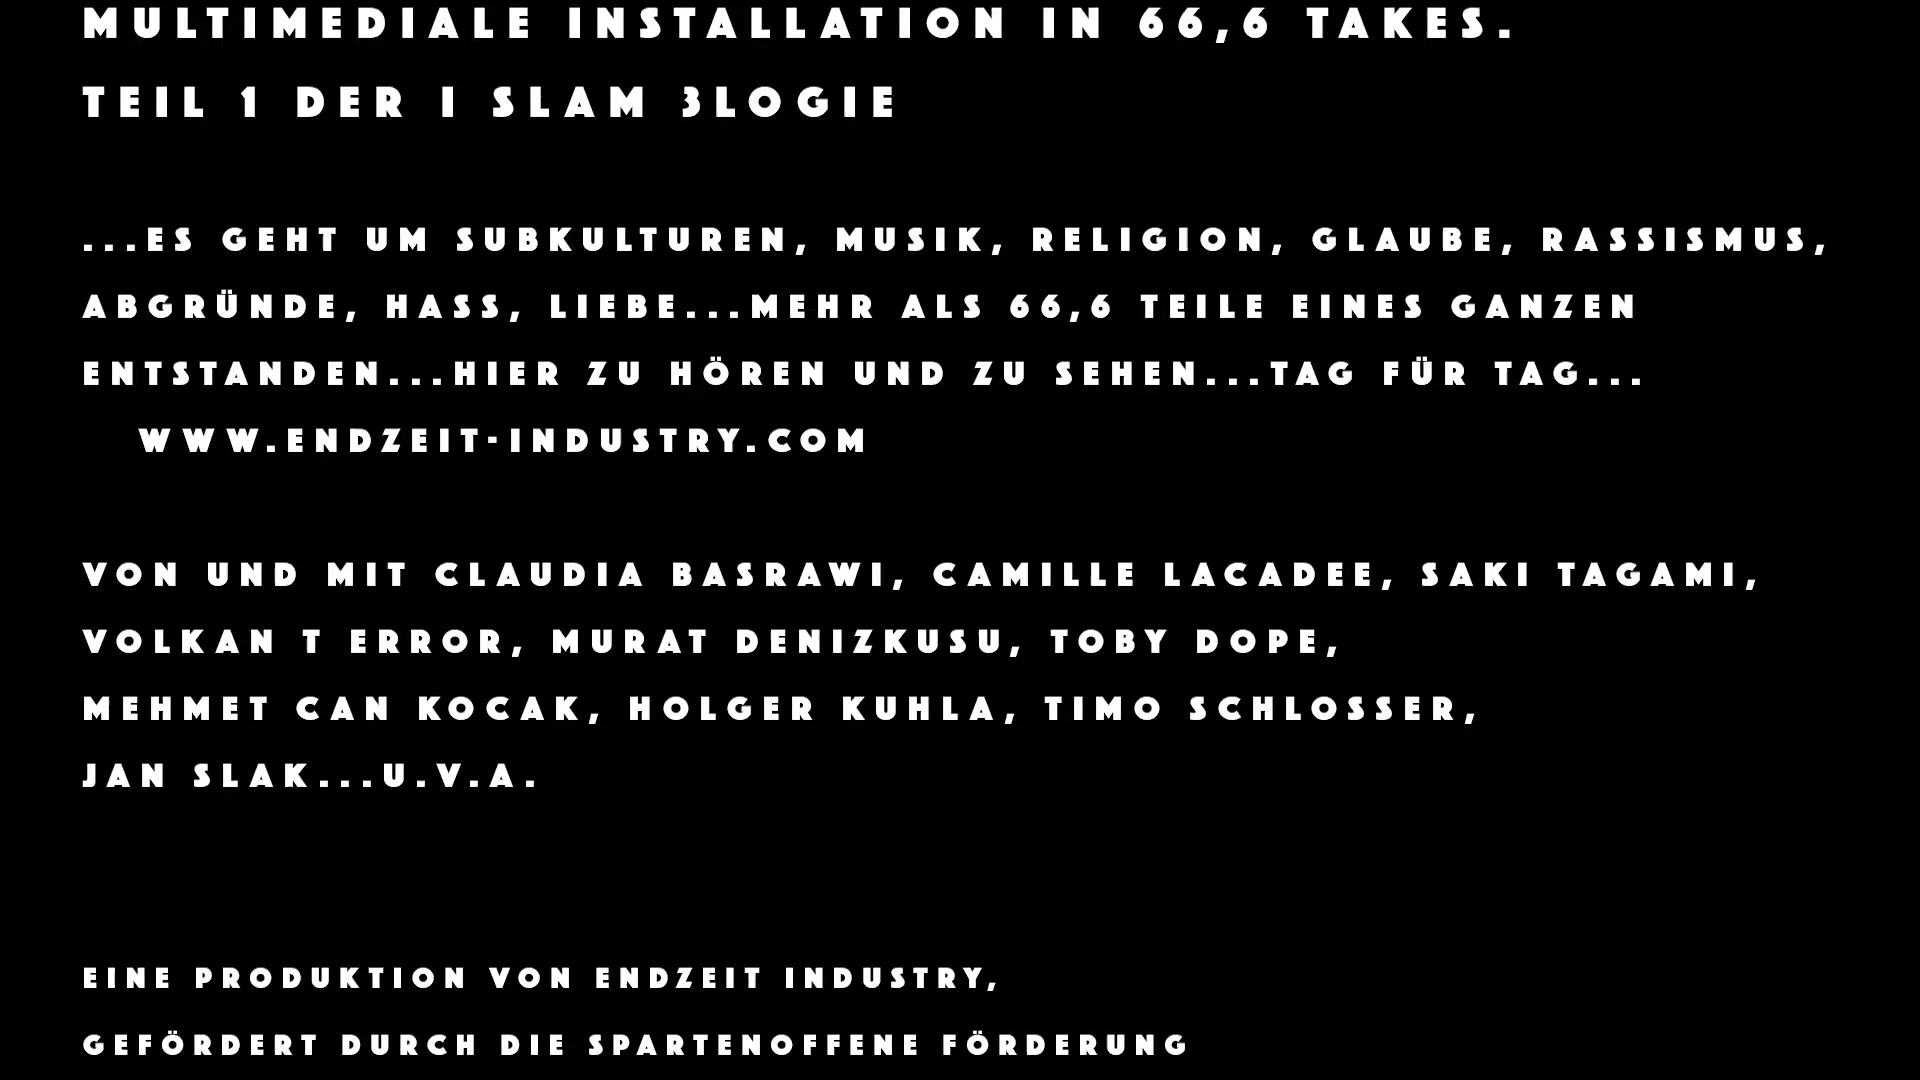 MULTIMEDIALE INSTALLATION IN 66,6 TAKES.
TEIL 1 DER I SLAM 3LOGIE
...ES GEHT UM SUBKULTUREN, MUSIK, RELIGION, GLAUBE, RASSISMUS,
ABGRÜNDE, HASS, LIEBE...MEHR ALS 66,6 TEILE EINES GANZEN
ENTSTANDEN...HIER ZU HÖREN UND ZU SEHEN...TAG FÜR TAG...
WWW.ENDZEIT-INDUSTRY.COM
VON UND MIT CLAUDIA BASRAWI, CAMILLE LACADEE, SAKI TAGAMI,
VOLKAN T ERROR, MURAT DENIZKUSU, TOBY DOPE,
MEHMET CAN KOCAK, HOLGER KUHLA, TIMO SCHLOSSER,
JAN SLAK...U.V.A.
EINE PRODUKTION VON ENDZEIT INDUSTRY,
GEFÖRDERT DURCH DIE SPARTENOFFENE FÖRDERUNG